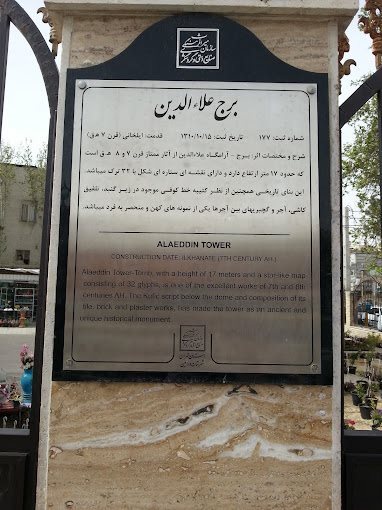 برج علاءالدین
شماره ثبت: ۱۷۷ تاریخ ثبت: ۱۳۱۰/۱۰/۱۵ قدمت: ایلخانی (قرن ۷ ه.ق)
شرح و مختصات اثر: برج - آرامگاه علاءالدین از آثار ممتاز قرن ۷ و ۸ ه.ق است
که حدود ۱۷ متر ارتفاع دارد و دارای نقشه ای ستاره ای شکل با ۳۲ ترک میباشد.
این بنای تاریخی همچنین از نظر کتیبه خط کوفی موجود در زیر گنبد، تلفیق
کاشی، آجر و گچبریهای بین آجرها یکی از نمونه های کهن و منحصر به فرد میباشد.
ALAEDDIN TOWER
CONSTRUCTION DATE: ILKHANATE (7TH CENTURY AH.)
Alaeddin Tower-Tomb, with a height of 17 meters and a star-like map
consisting of 32 glyphs, is one of the excellent works of 7th and 8th
centuries AH. The Kufic script below the dome and composition of its
tile, brick and plaster works, has made the tower as an ancient and
unique historical monument.